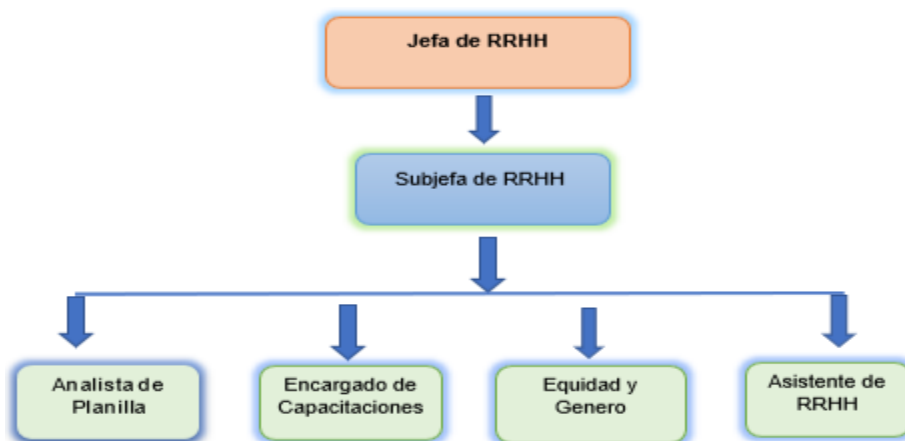 Jefa de RRHH
Subjefa de RRHH
Analista de
Planilla
Encargado de
Capacitaciones
Equidad y
Genero
Asistente de
RRHH